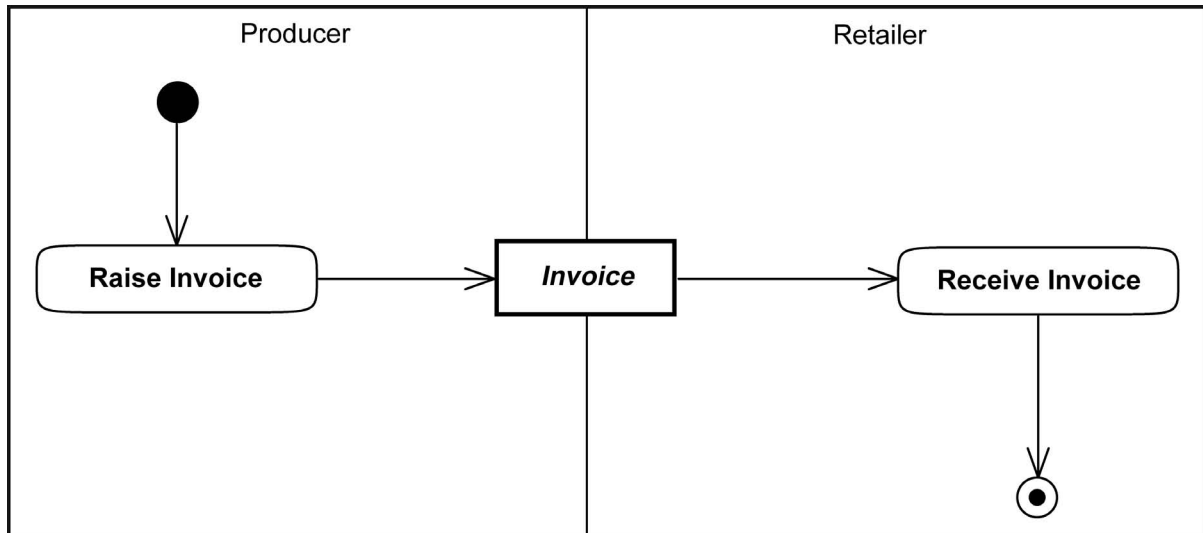 Producer
Retailer
Raise Invoice
Invoice
Receive Invoice